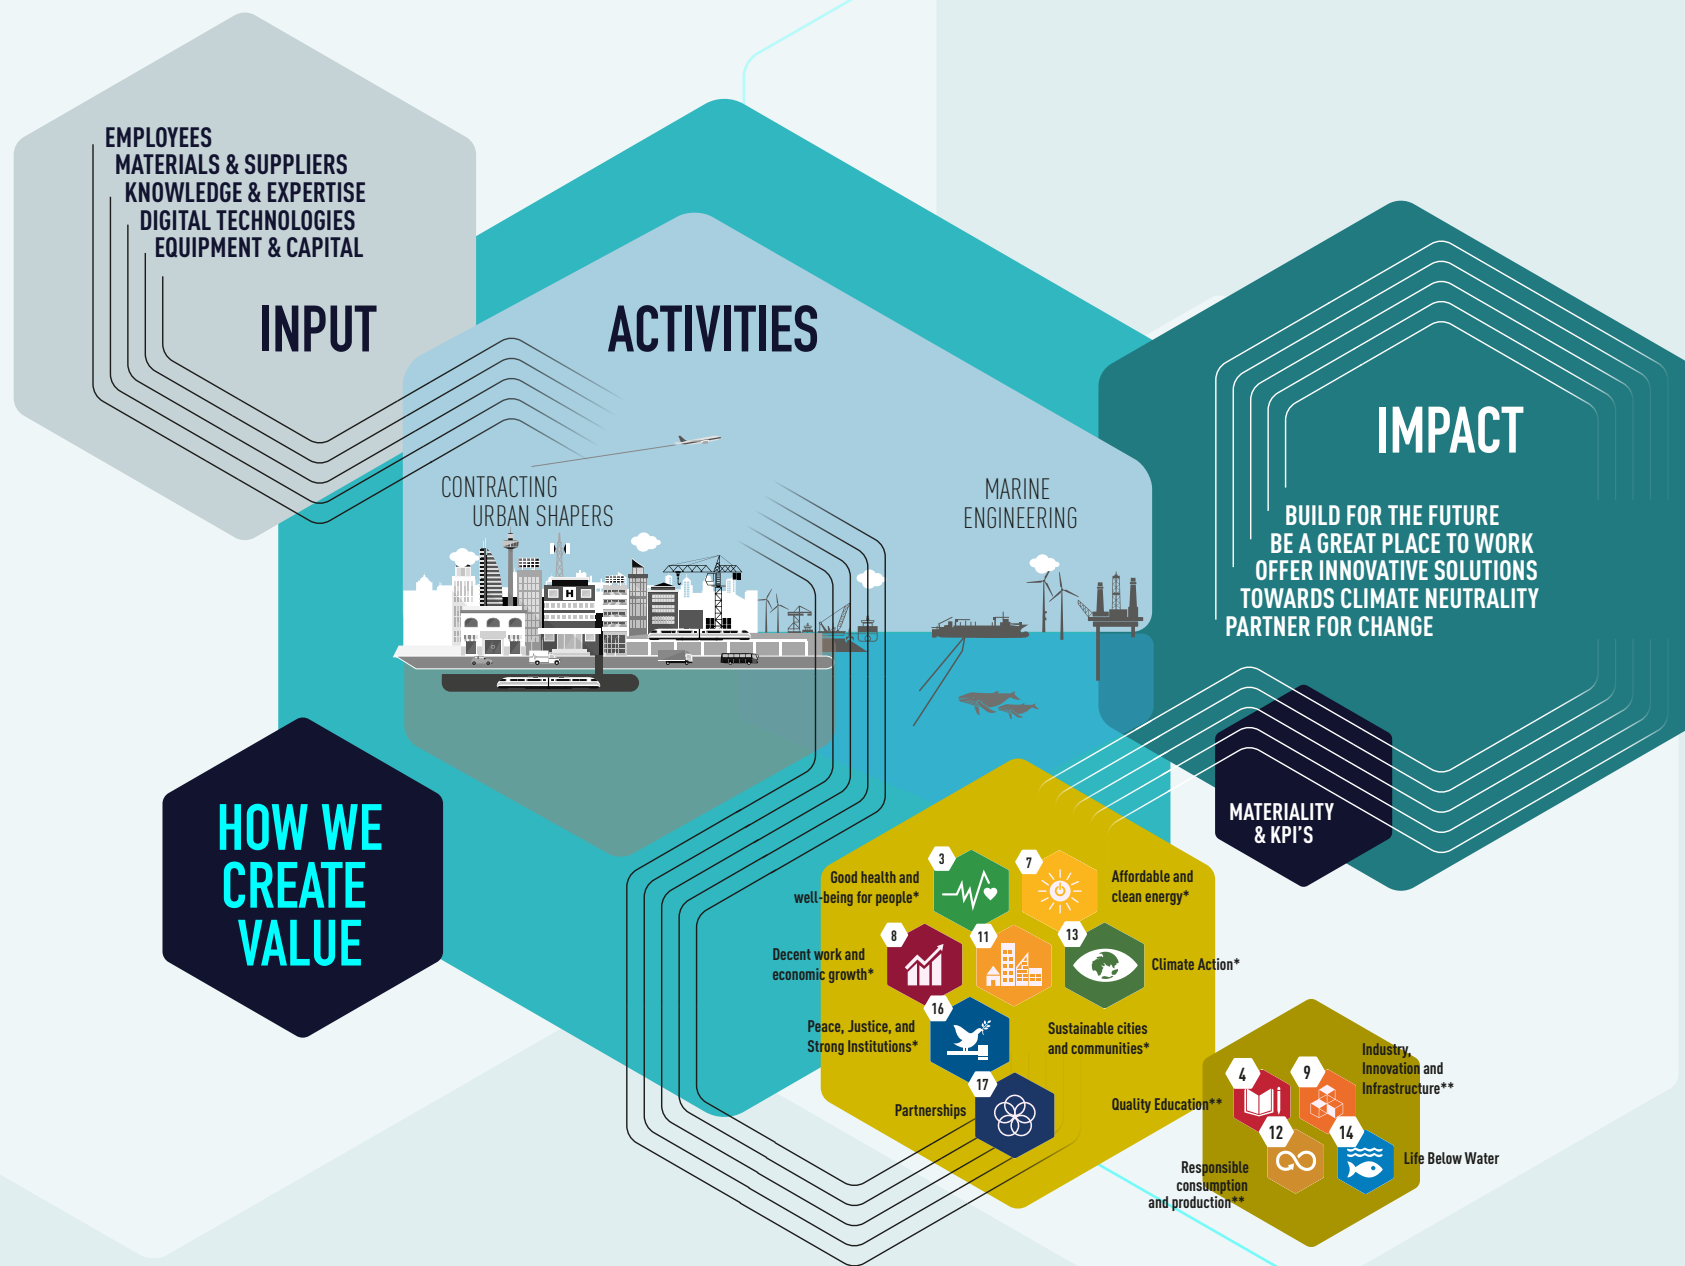 EMPLOYEES
MATERIALS & SUPPLIERS
KNOWLEDGE & EXPERTISE
DIGITAL TECHNOLOGIES
EQUIPMENT & CAPITAL
INPUT
ACTIVITIES
CONTRACTING
URBAN SHAPERS
H
MARINE
ENGINEERING
IMPACT
BUILD FOR THE FUTURE
BE A GREAT PLACE TO WORK
OFFER INNOVATIVE SOLUTIONS
TOWARDS CLIMATE NEUTRALITY
PARTNER FOR CHANGE
MATERIALITY
& KPI'S
HOW WE
CREATE
VALUE
3
Good health and
well-being for people*
7
Affordable and
clean energy*
8
Decent work and
economic growth*
11
Sustainable cities
and communities*
13
Climate Action*
16
Peace, Justice, and
Strong Institutions*
17
Partnerships
4
Quality Education**
9
Industry,
Innovation and
Infrastructure**
12
Responsible
consumption
and production**
14
Life Below Water